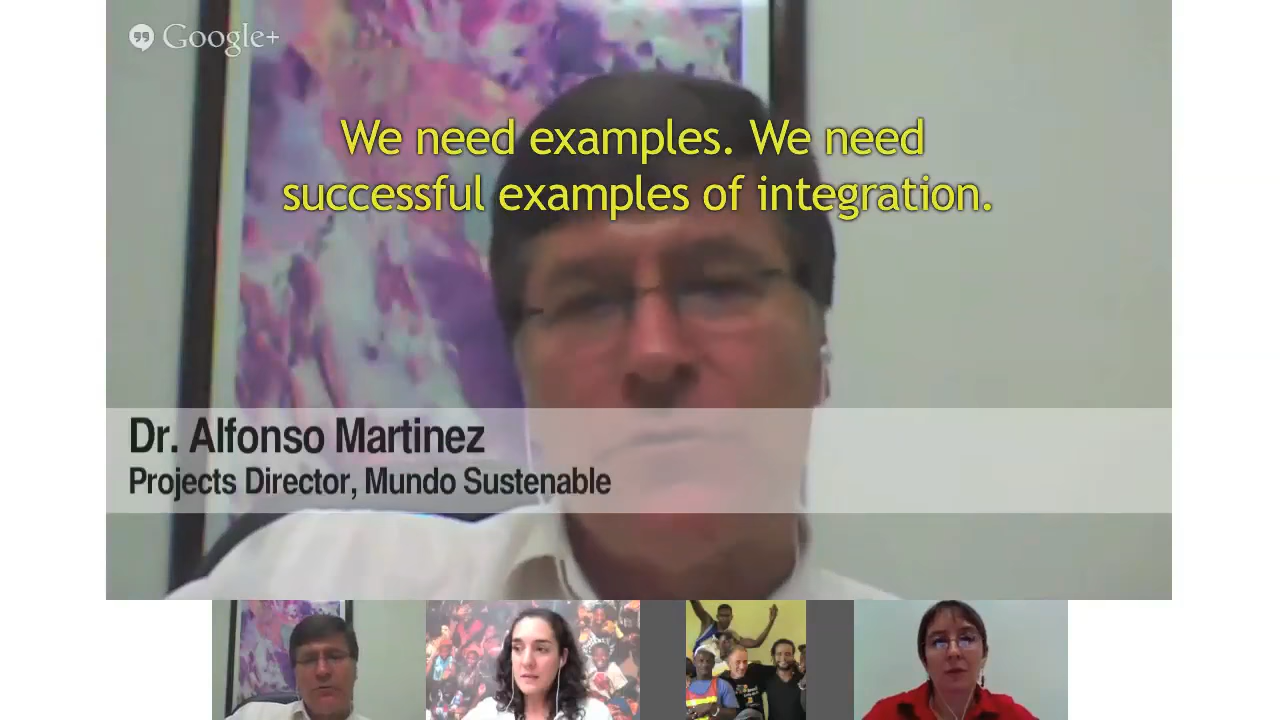 Google+
We need examples. We need
successful examples of integration.
Dr. Alfonso Martinez
Projects Director, Mundo Sustenable